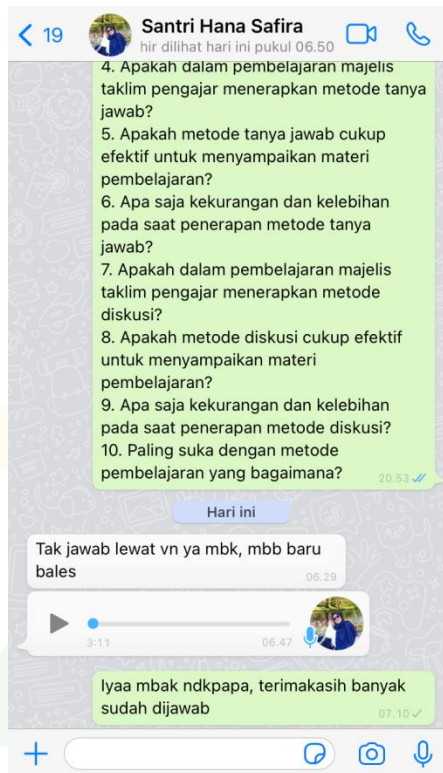 19
Santri Hana Safira
hir dilihat hari ini pukul 06.50
4. Apakah dalam pembelajaran majelis
taklim pengajar menerapkan metode tanya
jawab?
5. Apakah metode tanya jawab cukup
efektif untuk menyampaikan materi
pembelajaran?
6. Apa saja kekurangan dan kelebihan
pada saat penerapan metode tanya
jawab?
7. Apakah dalam pembelajaran majelis
taklim pengajar menerapkan metode
diskusi?
8. Apakah metode diskusi cukup efektif
untuk menyampaikan materi
pembelajaran?
9. Apa saja kekurangan dan kelebihan
pada saat penerapan metode diskusi?
10. Paling suka dengan metode
pembelajaran yang bagaimana?
20.53
Hari ini
Tak jawab lewat vn ya mbk, mbb baru
bales
06.29
3:11
06.47
Iyaa mbak ndkpapa, terimakasih banyak
sudah dijawab
07.10